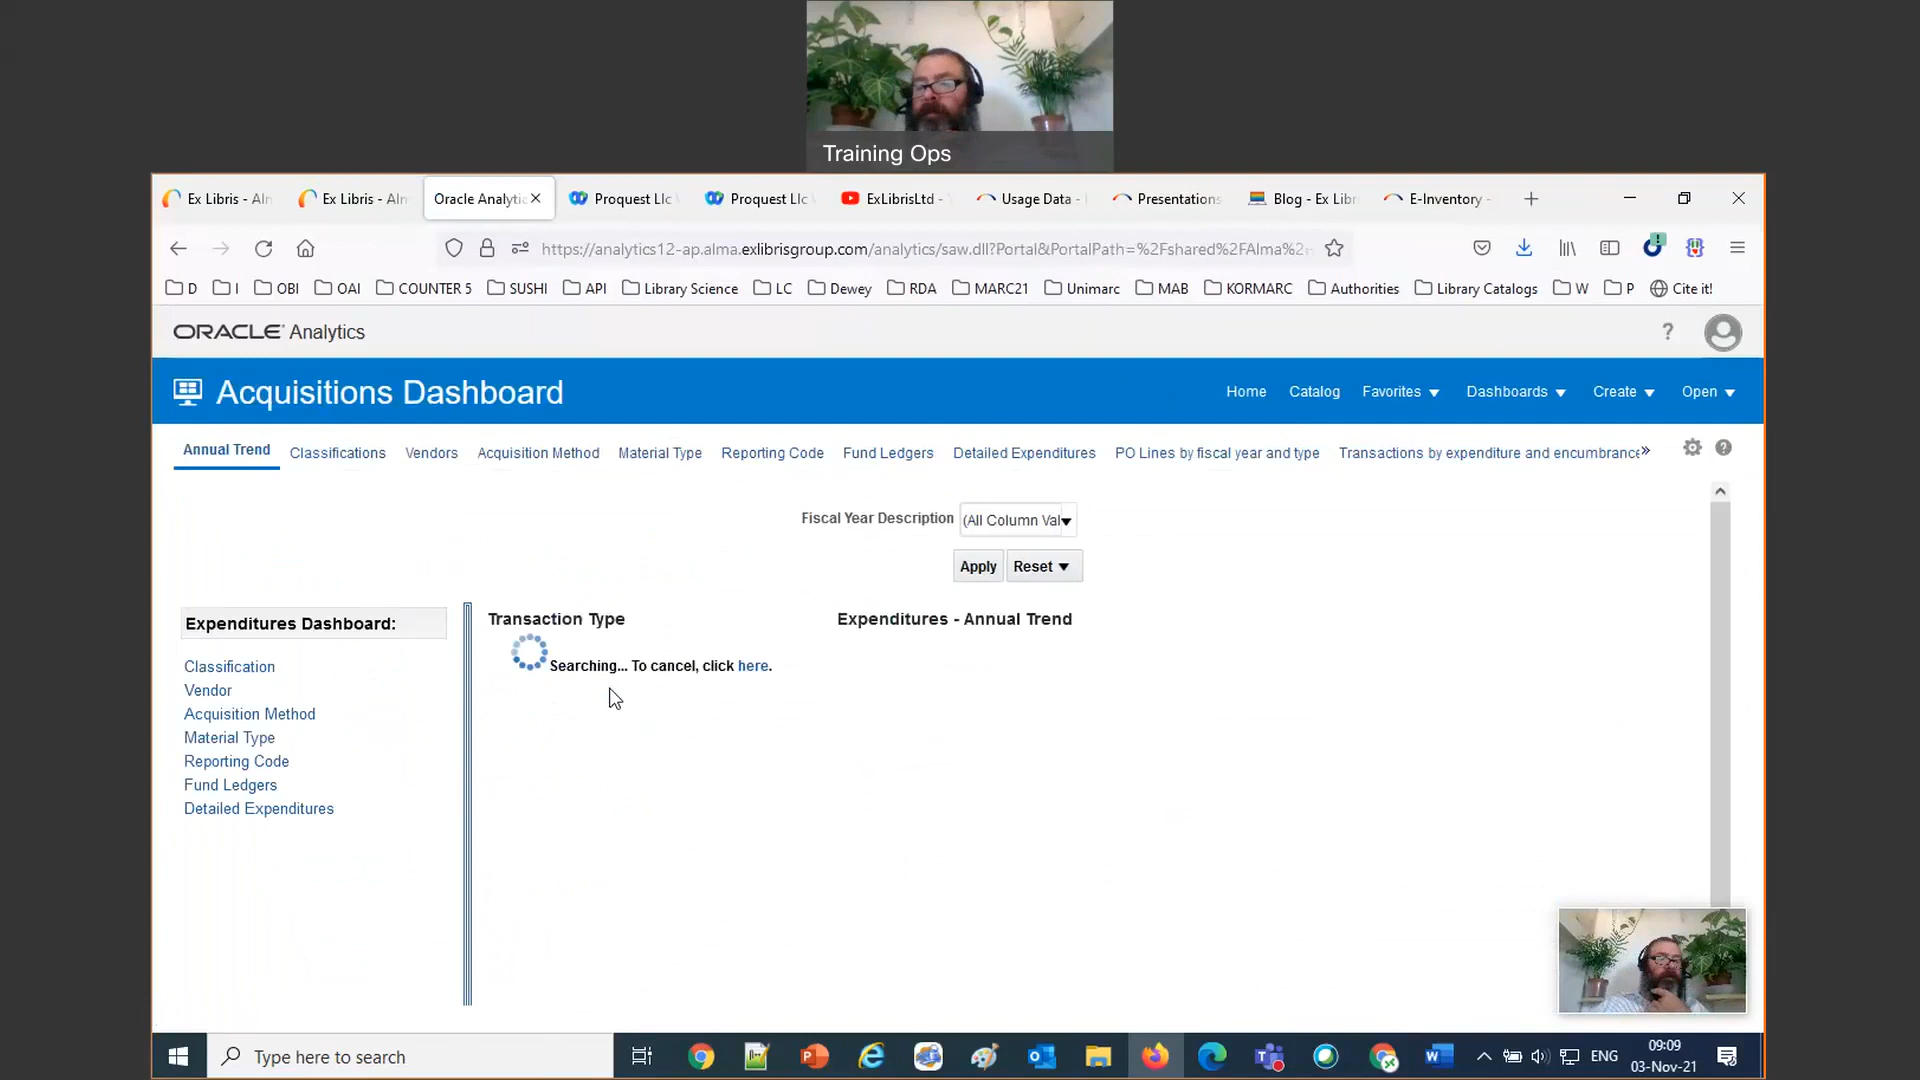 Training Ops
Ex Libris - Aln
Ex Libris - Aln
Oracle Analytic
Proquest Llc
Proquest Llc
ExLibrisLtd -
Usage Data -
Presentations
Blog - Ex Libri
E-Inventory -
https://analytics12-ap.alma.exlibrisgroup.com/analytics/saw.dll?Portal&PortalPath=%2Fshared%2FAlma%2
D I OBI OAI COUNTER 5 SUSHI API Library Science LC Dewey RDA MARC21 Unimarc MAB KORMARC Authorities Library Catalogs W P Cite it!
ORACLE Analytics ?
Acquisitions Dashboard
Home Catalog Favorites Dashboards Create Open
Annual Trend Classifications Vendors Acquisition Method Material Type Reporting Code Fund Ledgers Detailed Expenditures PO Lines by fiscal year and type Transactions by expenditure and encumbrance »
Fiscal Year Description (All Column Val
Apply Reset
Expenditures Dashboard:
Classification
Vendor
Acquisition Method
Material Type
Reporting Code
Fund Ledgers
Detailed Expenditures
Transaction Type
Searching... To cancel, click here.
Expenditures - Annual Trend
Type here to search
ENG
09:09
03-Nov-21